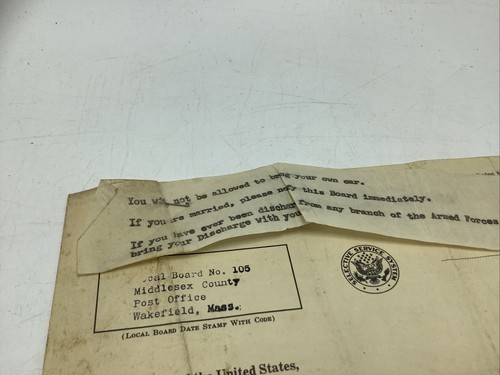 You will not be allowed to bring your own car.
If you are married, please notify this Board immediately.
If you have ever been discharged from any branch of the Armed Forces
bring your Discharge with you
Local Board No. 105
Middlesex County
Post Office
Wakefield, Mass.
(LOCAL BOARD DATE STAMP WITH CODE)
SELECTIVE SERVICE SYSTEM
the United States,